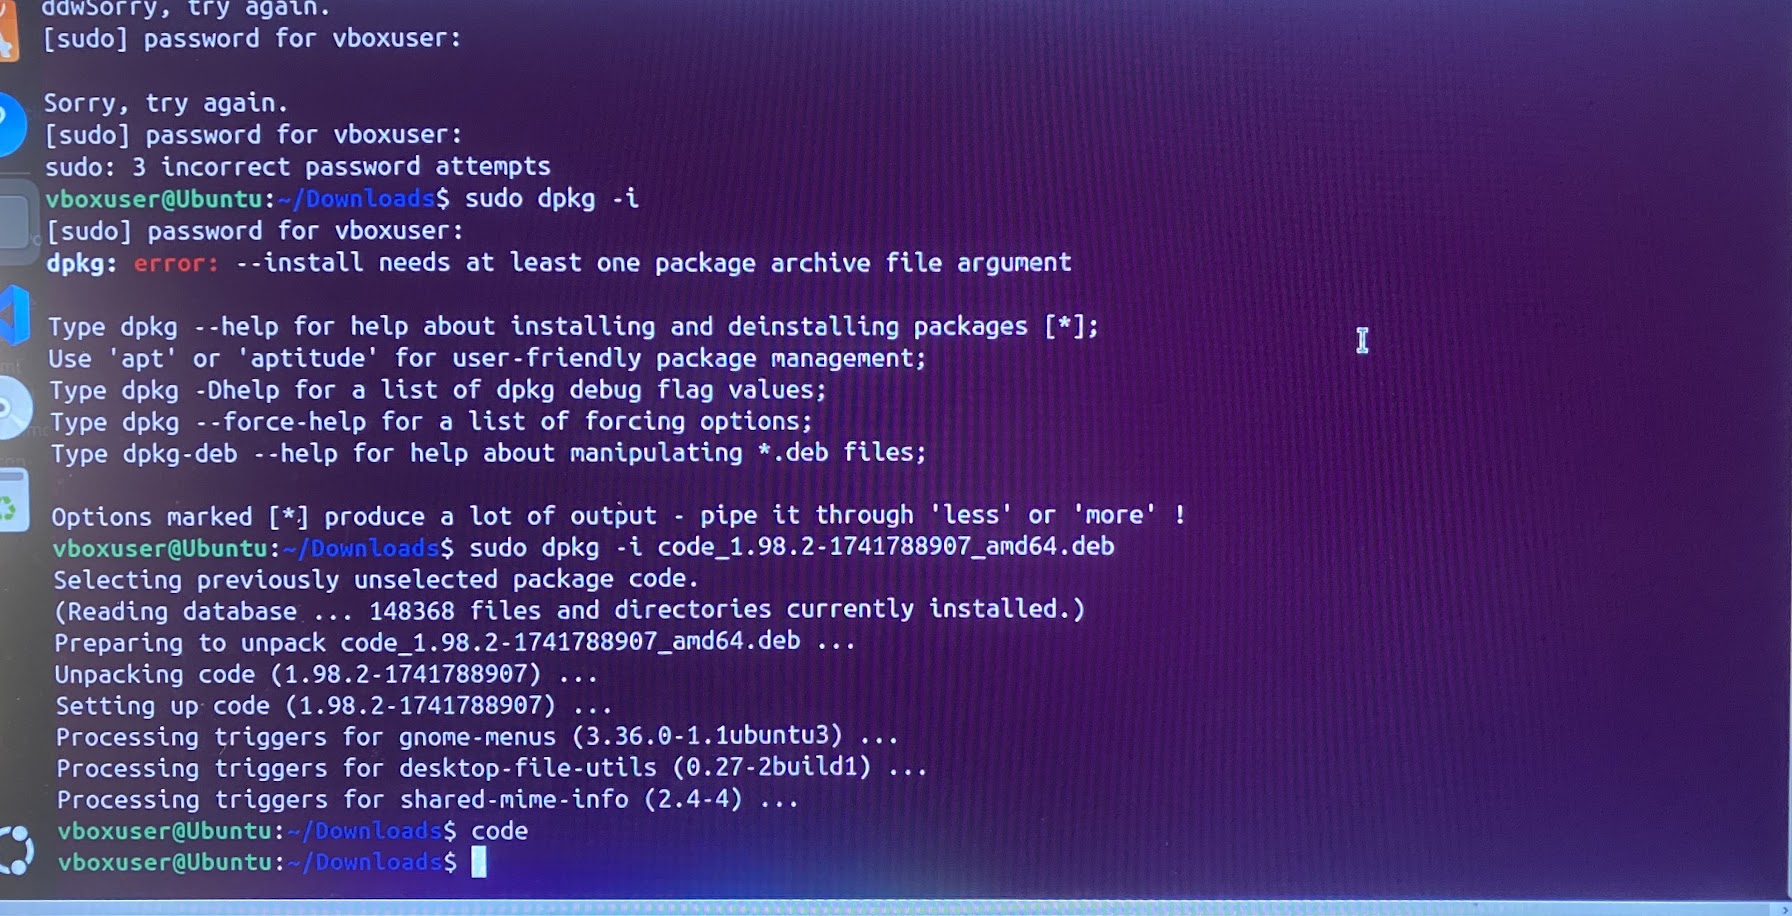 ddwSorry, try again.
[sudo] password for vboxuser:
Sorry, try again.
[sudo] password for vboxuser:
sudo: 3 incorrect password attempts
vboxuser@Ubuntu:~/Downloads$ sudo dpkg -i
[sudo] password for vboxuser:
dpkg: error: --install needs at least one package archive file argument
Type dpkg --help for help about installing and deinstalling packages [*];
Use 'apt' or 'aptitude' for user-friendly package management;
Type dpkg -Dhelp for a list of dpkg debug flag values;
Type dpkg --force-help for a list of forcing options;
Type dpkg-deb --help for help about manipulating *.deb files;
Options marked [*] produce a lot of output - pipe it through 'less' or 'more' !
vboxuser@Ubuntu:~/Downloads$ sudo dpkg -i code_1.98.2-1741788907_amd64.deb
Selecting previously unselected package code.
(Reading database ... 148368 files and directories currently installed.)
Preparing to unpack code_1.98.2-1741788907_amd64.deb ...
Unpacking code (1.98.2-1741788907) ...
Setting up code (1.98.2-1741788907) ...
Processing triggers for gnome-menus (3.36.0-1.1ubuntu3) ...
Processing triggers for desktop-file-utils (0.27-2build1) ...
Processing triggers for shared-mime-info (2.4-4) ...
vboxuser@Ubuntu:~/Downloads$ code
vboxuser@Ubuntu:~/Downloads$